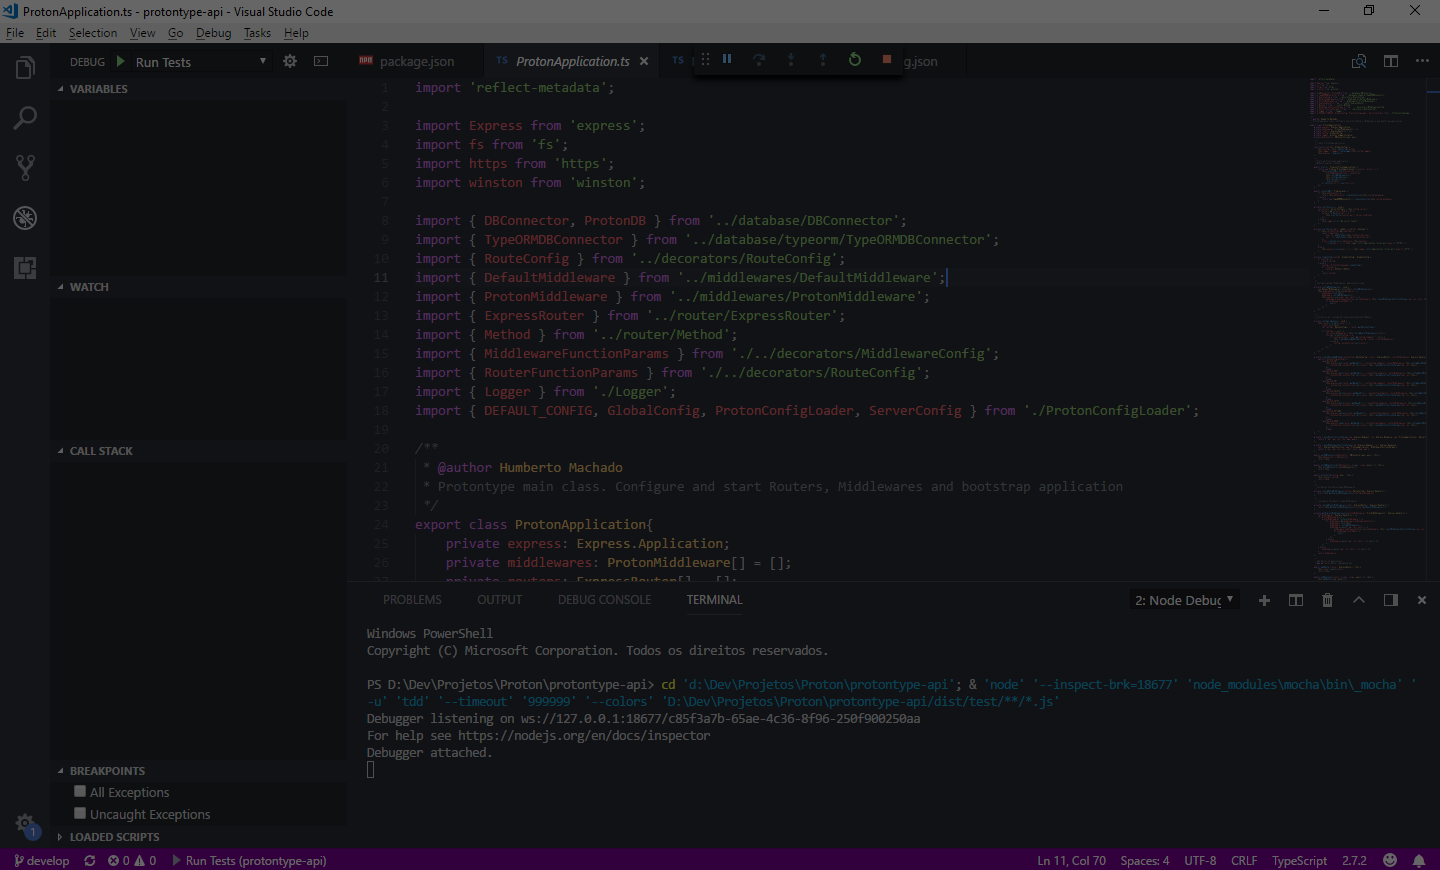 ProtonApplication.ts - protontype-api - Visual Studio Code
File Edit Selection View Go Debug Tasks Help
DEBUG Run Tests
package.json ProtonApplication.ts TS g.json
VARIABLES
WATCH
CALL STACK
BREAKPOINTS
All Exceptions
Uncaught Exceptions
LOADED SCRIPTS
1 import 'reflect-metadata';
2
3 import Express from 'express';
4 import fs from 'fs';
5 import https from 'https';
6 import winston from 'winston';
7
8 import { DBConnector, ProtonDB } from '../database/DBConnector';
9 import { TypeORMDBConnector } from '../database/typeorm/TypeORMDBConnector';
10 import { RouteConfig } from '../decorators/RouteConfig';
11 import { DefaultMiddleware } from '../middlewares/DefaultMiddleware';
12 import { ProtonMiddleware } from '../middlewares/ProtonMiddleware';
13 import { ExpressRouter } from '../router/ExpressRouter';
14 import { Method } from '../router/Method';
15 import { MiddlewareFunctionParams } from './../decorators/MiddlewareConfig';
16 import { RouterFunctionParams } from './../decorators/RouteConfig';
17 import { Logger } from './Logger';
18 import { DEFAULT_CONFIG, GlobalConfig, ProtonConfigLoader, ServerConfig } from './ProtonConfigLoader';
19
20 /**
21 * @author Humberto Machado
22 * Protontype main class. Configure and start Routers, Middlewares and bootstrap application
23 */
24 export class ProtonApplication{
25 private express: Express.Application;
26 private middlewares: ProtonMiddleware[] = [];
27 private routers: ExpressRouter[] = [];
PROBLEMS OUTPUT DEBUG CONSOLE TERMINAL
2: Node Debug
Windows PowerShell
Copyright (C) Microsoft Corporation. Todos os direitos reservados.
PS D:\Dev\Projetos\Proton\protontype-api> cd 'd:\Dev\Projetos\Proton\protontype-api'; & 'node' '--inspect-brk=18677' 'node_modules\mocha\bin\_mocha' '
-u' 'tdd' '--timeout' '999999' '--colors' 'D:\Dev\Projetos\Proton\protontype-api/dist/test/**/*.js'
Debugger listening on ws://127.0.0.1:18677/c85f3a7b-65ae-4c36-8f96-250f900250aa
For help see https://nodejs.org/en/docs/inspector
Debugger attached.
1
develop 0 0 Run Tests (protontype-api) Ln 11, Col 70 Spaces: 4 UTF-8 CRLF TypeScript 2.7.2